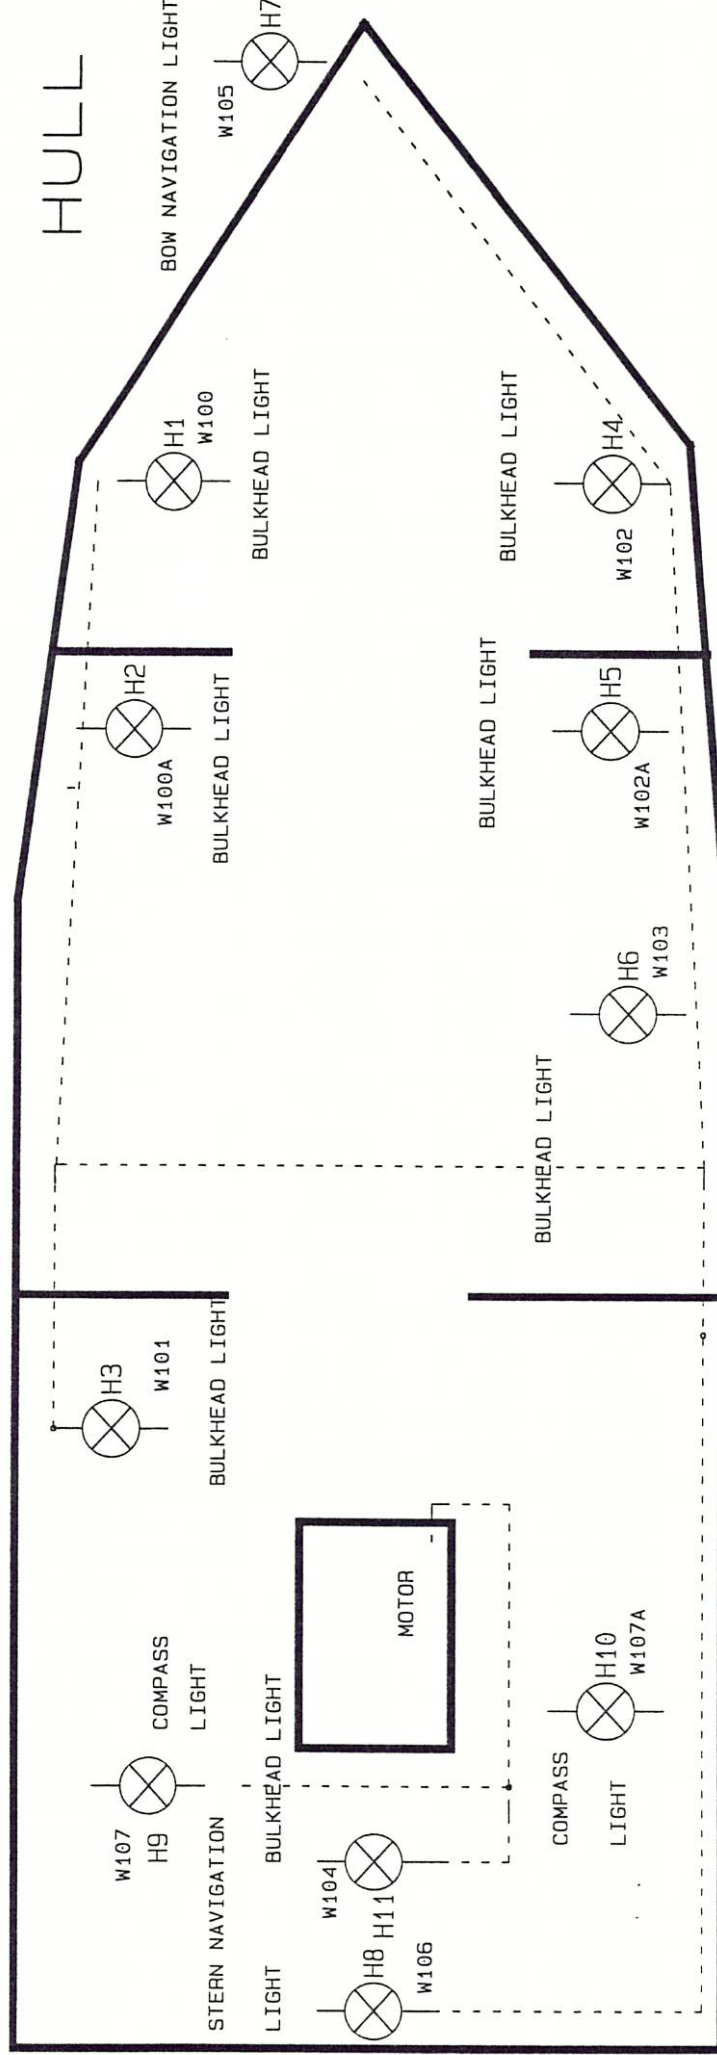 HULL
BOW NAVIGATION LIGHT
W105
H7
H1
W100
BULKHEAD LIGHT
BULKHEAD LIGHT
H4
W102
H2
W100A
BULKHEAD LIGHT
BULKHEAD LIGHT
H5
W102A
H6
W103
BULKHEAD LIGHT
H3
W101
BULKHEAD LIGHT
MOTOR
COMPASS
LIGHT
W107
H9
BULKHEAD LIGHT
W104
H11
STERN NAVIGATION
LIGHT
H8
W106
H10
W107A
COMPASS
LIGHT